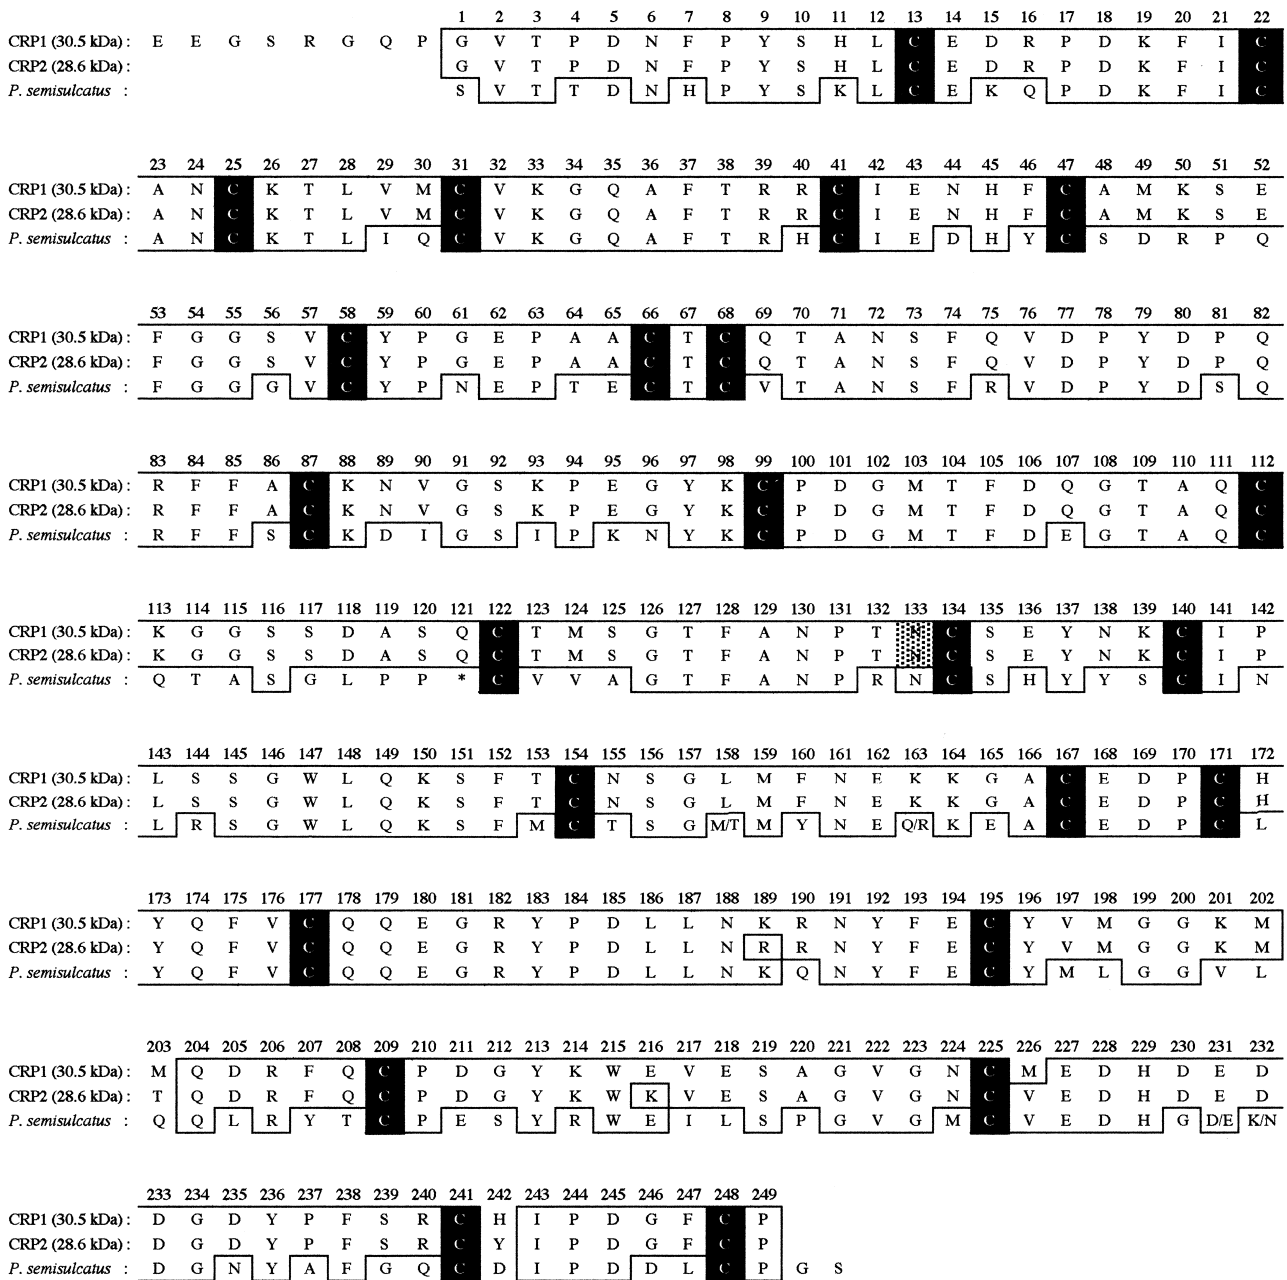 1 2 3 4 5 6 7 8 9 10 11 12 13 14 15 16 17 18 19 20 21 22
CRP1 (30.5 kDa) : E E G S R G Q P G V T P D N F P Y S H L C E D R P D K F I C
CRP2 (28.6 kDa) : G V T P D N F P Y S H L C E D R P D K F I C
P. semisulcatus : S V T T D N H P Y S K L C E K Q P D K F I C
23 24 25 26 27 28 29 30 31 32 33 34 35 36 37 38 39 40 41 42 43 44 45 46 47 48 49 50 51 52
CRP1 (30.5 kDa) : A N C K T L V M C V K G Q A F T R R C I E N H F C A M K S E
CRP2 (28.6 kDa) : A N C K T L V M C V K G Q A F T R R C I E N H F C A M K S E
P. semisulcatus : A N C K T L I Q C V K G Q A F T R H C I E D H Y C S D R P Q
53 54 55 56 57 58 59 60 61 62 63 64 65 66 67 68 69 70 71 72 73 74 75 76 77 78 79 80 81 82
CRP1 (30.5 kDa) : F G G S V C Y P G E P A A C T C Q T A N S F Q V D P Y D P Q
CRP2 (28.6 kDa) : F G G S V C Y P G E P A A C T C Q T A N S F Q V D P Y D P Q
P. semisulcatus : F G G G V C Y P N E P T E C T C V T A N S F R V D P Y D S Q
83 84 85 86 87 88 89 90 91 92 93 94 95 96 97 98 99 100 101 102 103 104 105 106 107 108 109 110 111 112
CRP1 (30.5 kDa) : R F F A C K N V G S K P E G Y K C P D G M T F D Q G T A Q C
CRP2 (28.6 kDa) : R F F A C K N V G S K P E G Y K C P D G M T F D Q G T A Q C
P. semisulcatus : R F F S C K D I G S I P K N Y K C P D G M T F D E G T A Q C
113 114 115 116 117 118 119 120 121 122 123 124 125 126 127 128 129 130 131 132 133 134 135 136 137 138 139 140 141 142
CRP1 (30.5 kDa) : K G G S S D A S Q C T M S G T F A N P T N C S E Y N K C I P
CRP2 (28.6 kDa) : K G G S S D A S Q C T M S G T F A N P T N C S E Y N K C I P
P. semisulcatus : Q T A S G L P P * C V V A G T F A N P R N C S H Y Y S C I N
143 144 145 146 147 148 149 150 151 152 153 154 155 156 157 158 159 160 161 162 163 164 165 166 167 168 169 170 171 172
CRP1 (30.5 kDa) : L S S G W L Q K S F T C N S G L M F N E K K G A C E D P C H
CRP2 (28.6 kDa) : L S S G W L Q K S F T C N S G L M F N E K K G A C E D P C H
P. semisulcatus : L R S G W L Q K S F M C T S G M/T M Y N E Q/R K E A C E D P C L
173 174 175 176 177 178 179 180 181 182 183 184 185 186 187 188 189 190 191 192 193 194 195 196 197 198 199 200 201 202
CRP1 (30.5 kDa) : Y Q F V C Q Q E G R Y P D L L N K R N Y F E C Y V M G G K M
CRP2 (28.6 kDa) : Y Q F V C Q Q E G R Y P D L L N R R N Y F E C Y V M G G K M
P. semisulcatus : Y Q F V C Q Q E G R Y P D L L N K Q N Y F E C Y M L G G V L
203 204 205 206 207 208 209 210 211 212 213 214 215 216 217 218 219 220 221 222 223 224 225 226 227 228 229 230 231 232
CRP1 (30.5 kDa) : M Q D R F Q C P D G Y K W E V E S A G V G N C M E D H D E D
CRP2 (28.6 kDa) : T Q D R F Q C P D G Y K W K V E S A G V G N C V E D H D E D
P. semisulcatus : Q Q L R Y T C P E S Y R W E I L S P G V G M C V E D H G D/E K/N
233 234 235 236 237 238 239 240 241 242 243 244 245 246 247 248 249
CRP1 (30.5 kDa) : D G D Y P F S R C H I P D G F C P
CRP2 (28.6 kDa) : D G D Y P F S R C Y I P D G F C P
P. semisulcatus : D G N Y A F G Q C D I P D D L C P G S